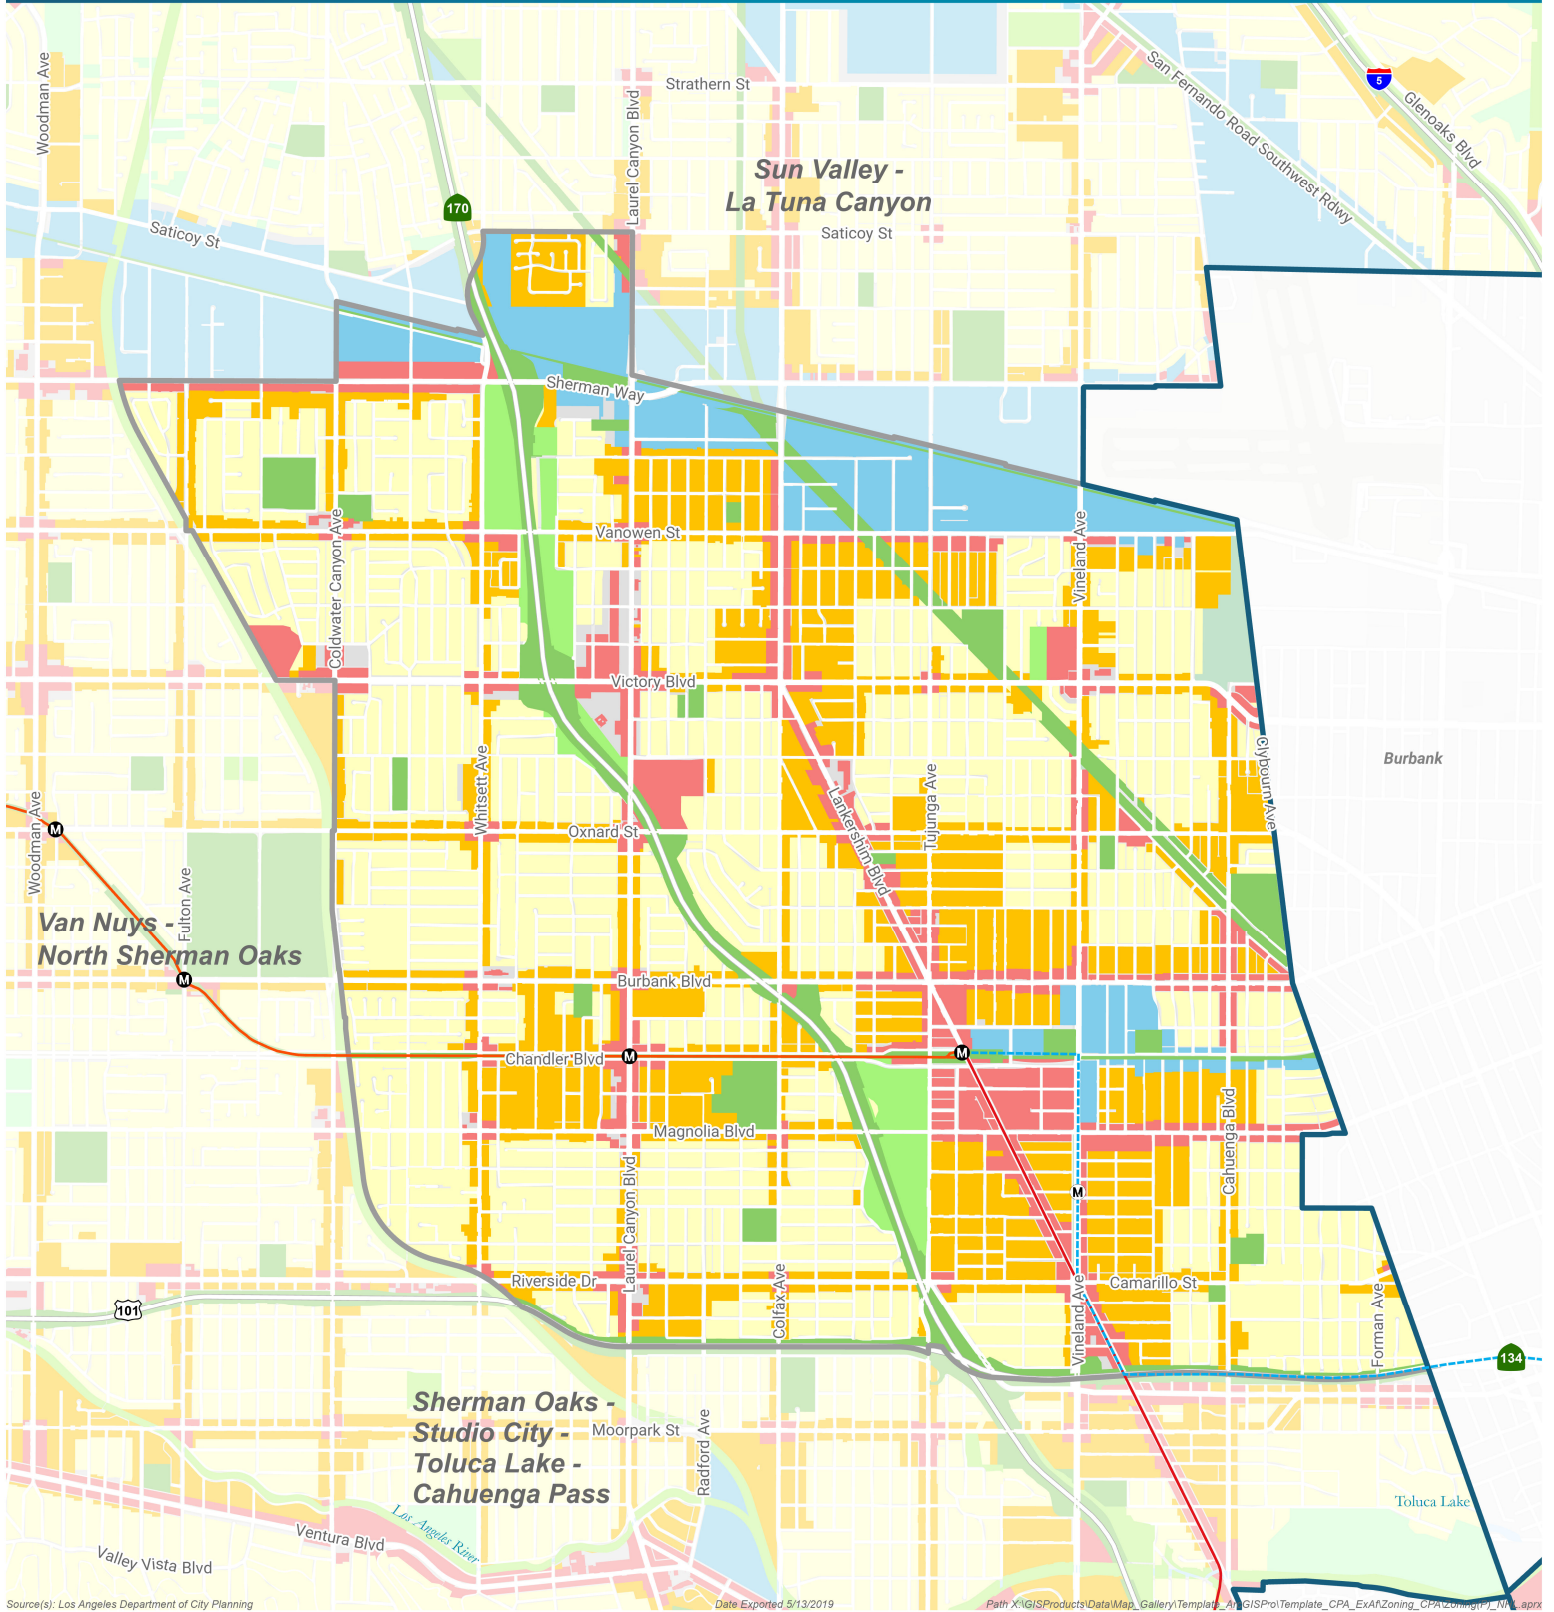 Woodman Ave
Strathern St
Laurel Canyon Blvd
San Fernando Road Southwest Rdwy
5
Glenoaks Blvd
Sun Valley -
La Tuna Canyon
170
Saticoy St
Saticoy St
Sherman Way
Vanowen St
Coldwater Canyon Ave
Vineland Ave
Victory Blvd
Whitsett Ave
Lankershim Blvd
Tujunga Ave
Clybourn Ave
Burbank
Woodman Ave
M
Oxnard St
Fulton Ave
Van Nuys -
North Sherman Oaks
M
Burbank Blvd
Chandler Blvd
M
M
Magnolia Blvd
Cahuenga Blvd
Laurel Canyon Blvd
M
Riverside Dr
Colfax Ave
Vineland Ave
Camarillo St
Forman Ave
101
134
Sherman Oaks -
Studio City -
Toluca Lake -
Cahuenga Pass
Moorpark St
Radford Ave
Los Angeles River
Toluca Lake
Ventura Blvd
Valley Vista Blvd
Source(s): Los Angeles Department of City Planning
Date Exported 5/13/2019